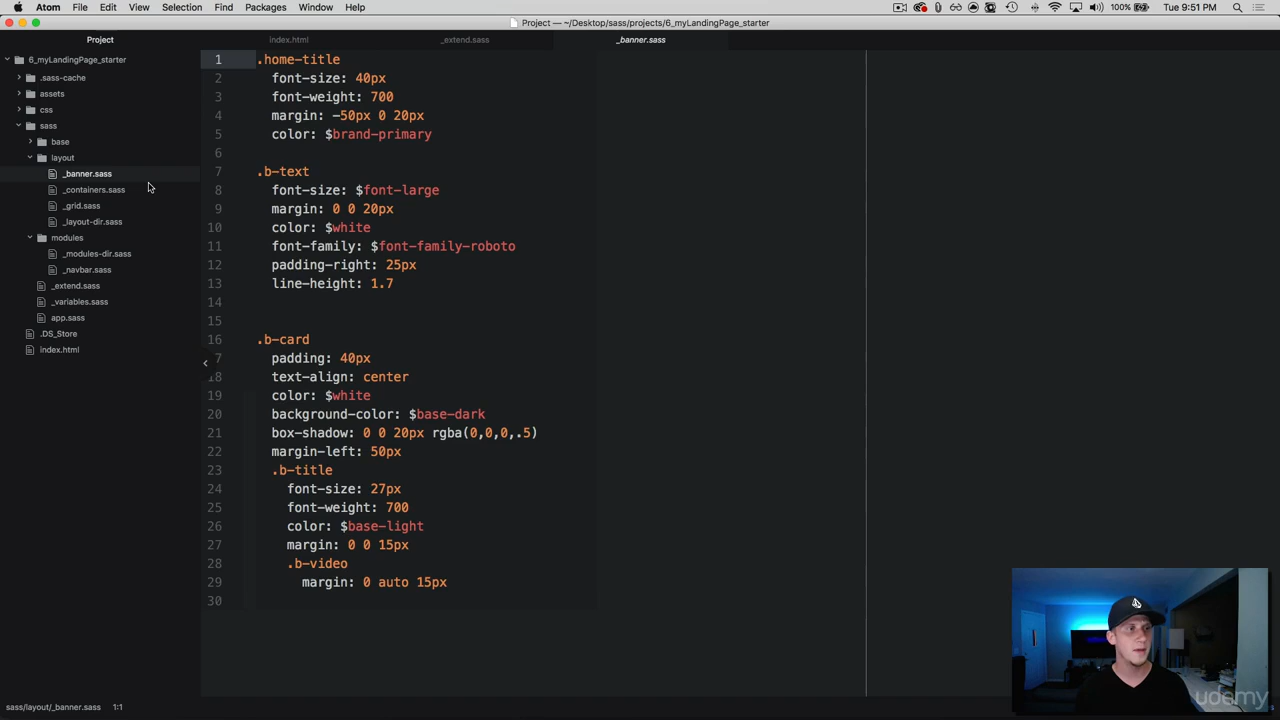 Atom File Edit View Selection Find Packages Window Help 100% Tue 9:51 PM
Project — ~/Desktop/sass/projects/6_myLandingPage_starter
Project index.html _extend.sass _banner.sass
6_myLandingPage_starter
.sass-cache
assets
css
sass
base
layout
_banner.sass
_containers.sass
_grid.sass
_layout-dir.sass
modules
_modules-dir.sass
_navbar.sass
_extend.sass
_variables.sass
app.sass
.DS_Store
index.html
1 .home-title
2 font-size: 40px
3 font-weight: 700
4 margin: -50px 0 20px
5 color: $brand-primary
6
7 .b-text
8 font-size: $font-large
9 margin: 0 0 20px
10 color: $white
11 font-family: $font-family-roboto
12 padding-right: 25px
13 line-height: 1.7
14
15
16 .b-card
17 padding: 40px
18 text-align: center
19 color: $white
20 background-color: $base-dark
21 box-shadow: 0 0 20px rgba(0,0,0,.5)
22 margin-left: 50px
23 .b-title
24 font-size: 27px
25 font-weight: 700
26 color: $base-light
27 margin: 0 0 15px
28 .b-video
29 margin: 0 auto 15px
30
sass/layout/_banner.sass 1:1
udemy